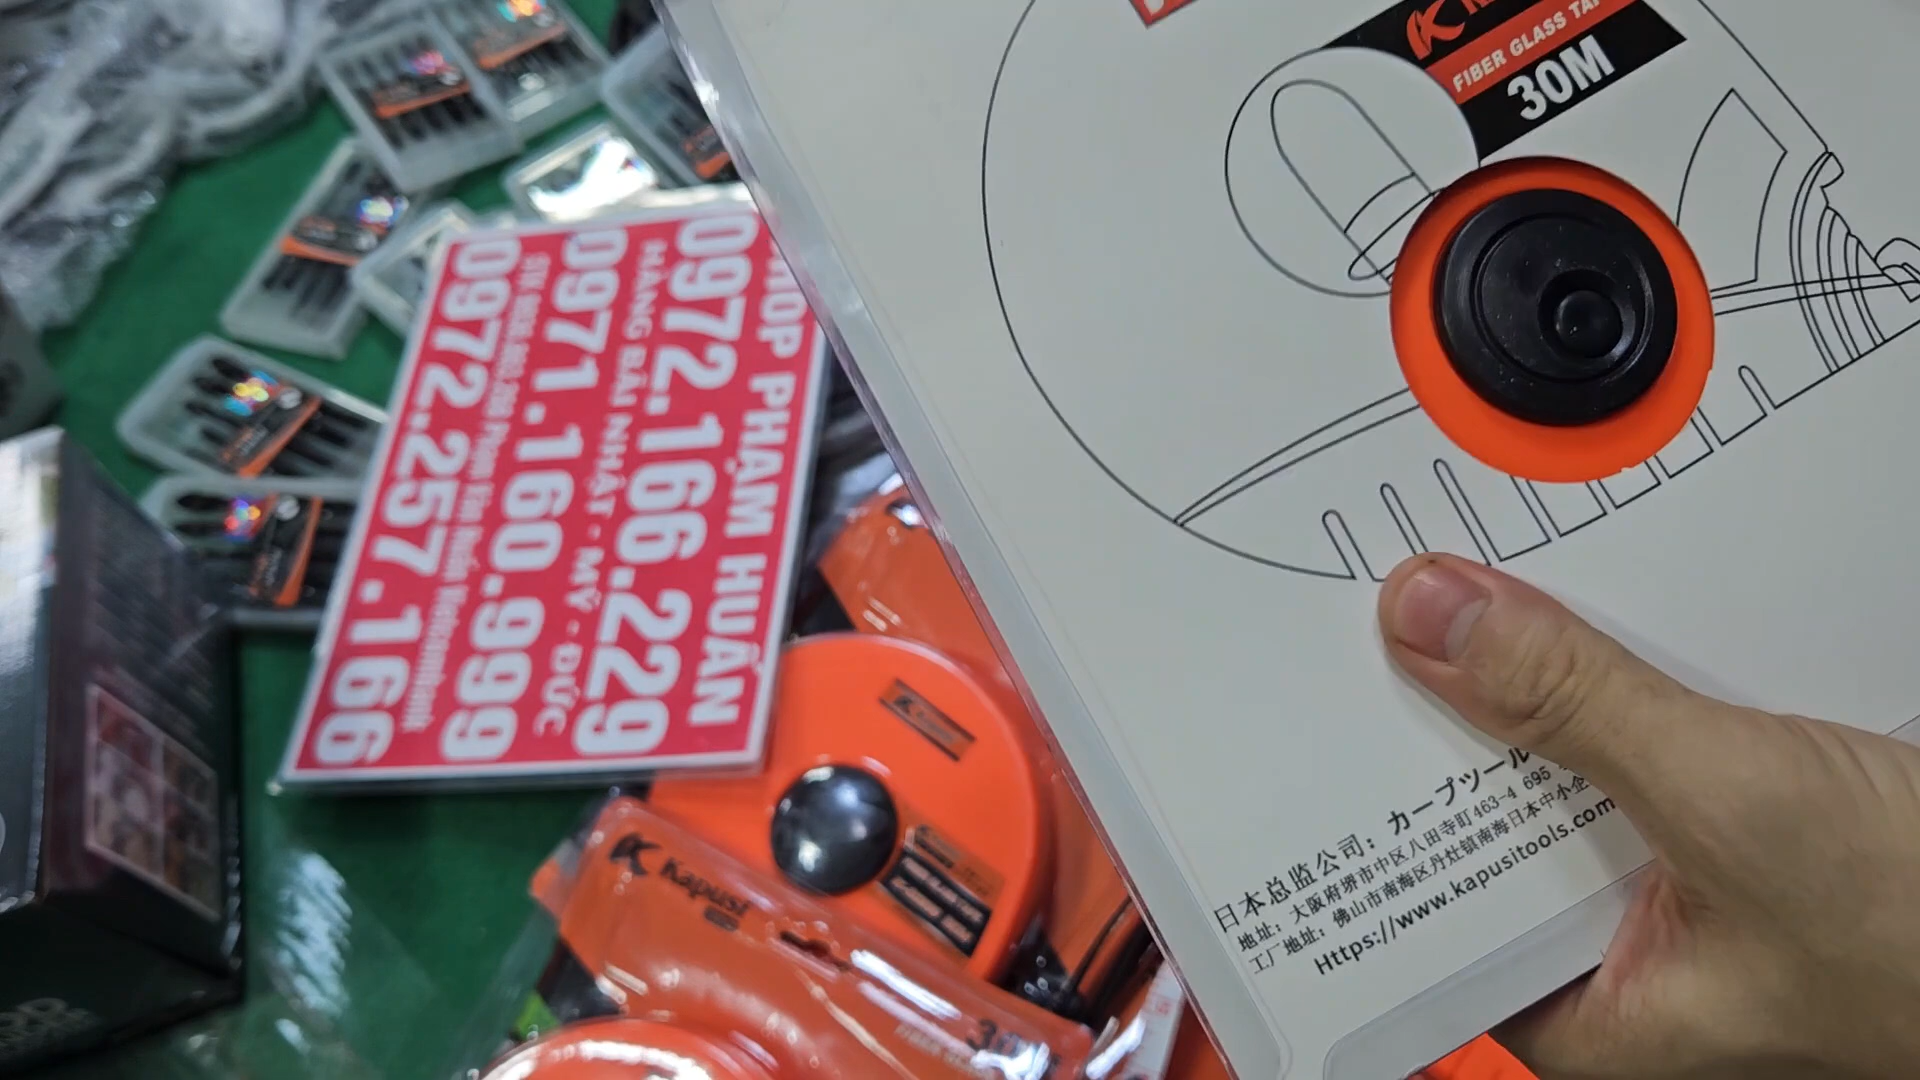 FIBER GLASS TAP
30M
日本总监公司: カープツール
地址: 大阪府堺市中区八田寺町463-4 695
工厂地址: 佛山市南海区丹灶镇南海日本中小企
Https://www.kapusitools.com
SHOP PHẠM HUẤN
0972.166.229
HÀNG BÃI NHẬT - MỸ - ĐỨC
0971.160.999
0972.257.166
Kapusi